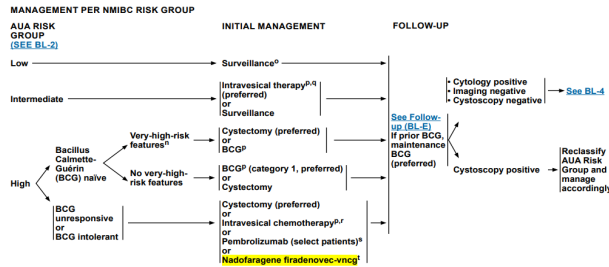 MANAGEMENT PER NMIBC RISK GROUP
AUA RISK
GROUP
(SEE BL-2)
INITIAL MANAGEMENT
FOLLOW-UP
Low
Surveillanceᵒ
Intermediate
Intravesical therapyᵖ,q
(preferred)
or
Surveillance
High
Bacillus
Calmette-
Guérin
(BCG) naïve
Very-high-risk
featuresⁿ
Cystectomy (preferred)
or
BCGᵖ
No very-high-
risk features
BCGᵖ (category 1, preferred)
or
Cystectomy
BCG
unresponsive
or
BCG intolerant
Cystectomy (preferred)
or
Intravesical chemotherapyᵖ,ʳ
or
Pembrolizumab (select patients)ˢ
or
Nadofaragene firadenovec-vncgᵗ
See Follow-
up (BL-E)
If prior BCG,
maintenance
BCG
(preferred)
• Cytology positive
• Imaging negative
• Cystoscopy negative
See BL-4
Cystoscopy positive
Reclassify
AUA Risk
Group and
manage
accordingly